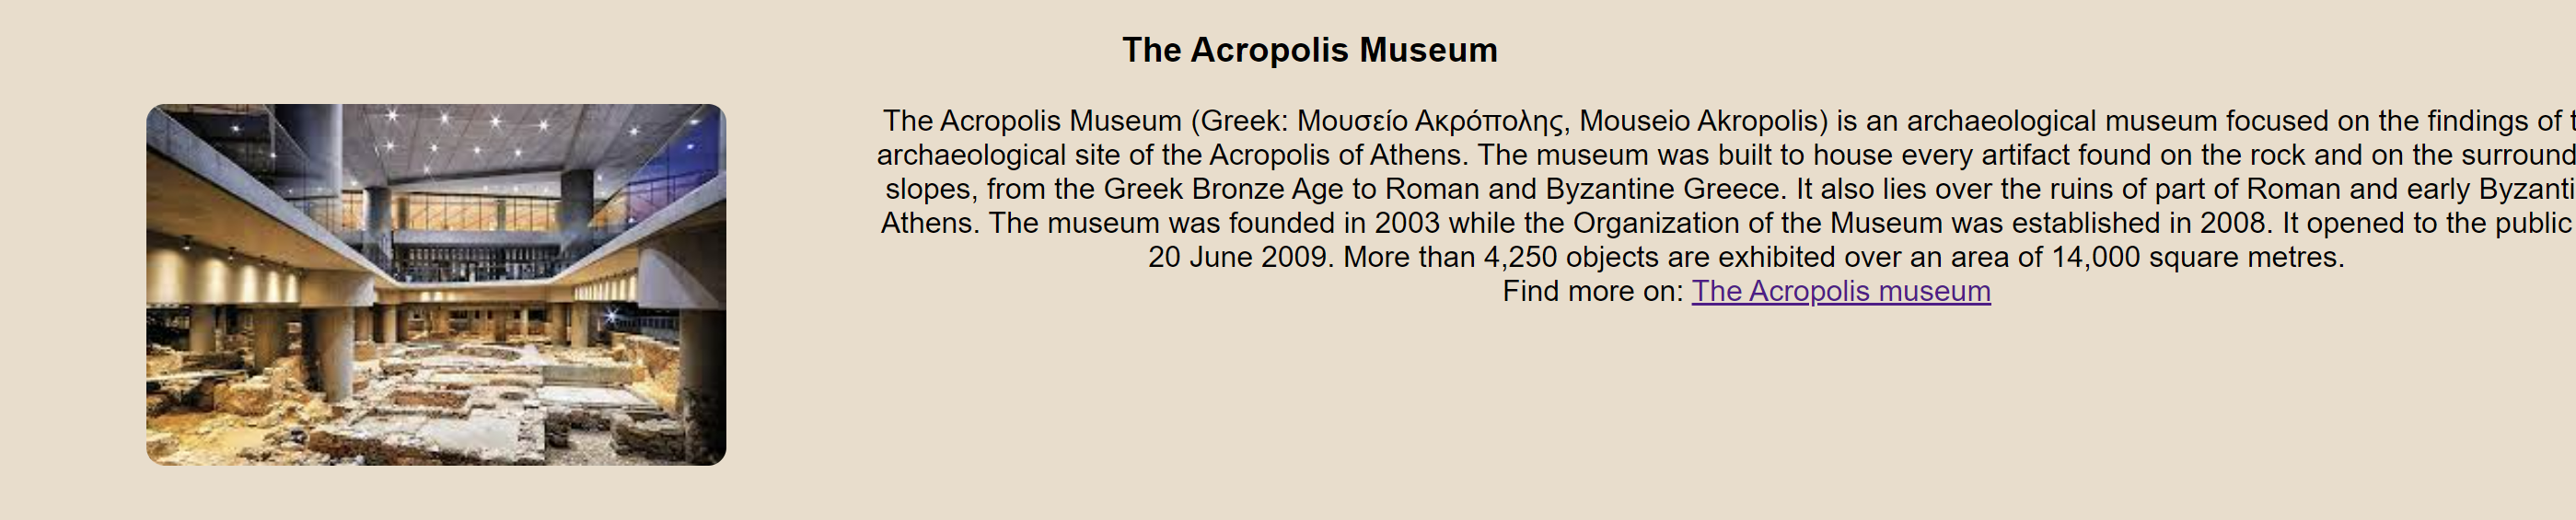 The Acropolis Museum
The Acropolis Museum (Greek: Μουσείο Ακρόπολης, Mouseio Akropolis) is an archaeological museum focused on the findings of
archaeological site of the Acropolis of Athens. The museum was built to house every artifact found on the rock and on the surround
slopes, from the Greek Bronze Age to Roman and Byzantine Greece. It also lies over the ruins of part of Roman and early Byzanti
Athens. The museum was founded in 2003 while the Organization of the Museum was established in 2008. It opened to the public
20 June 2009. More than 4,250 objects are exhibited over an area of 14,000 square metres.
Find more on: The Acropolis museum